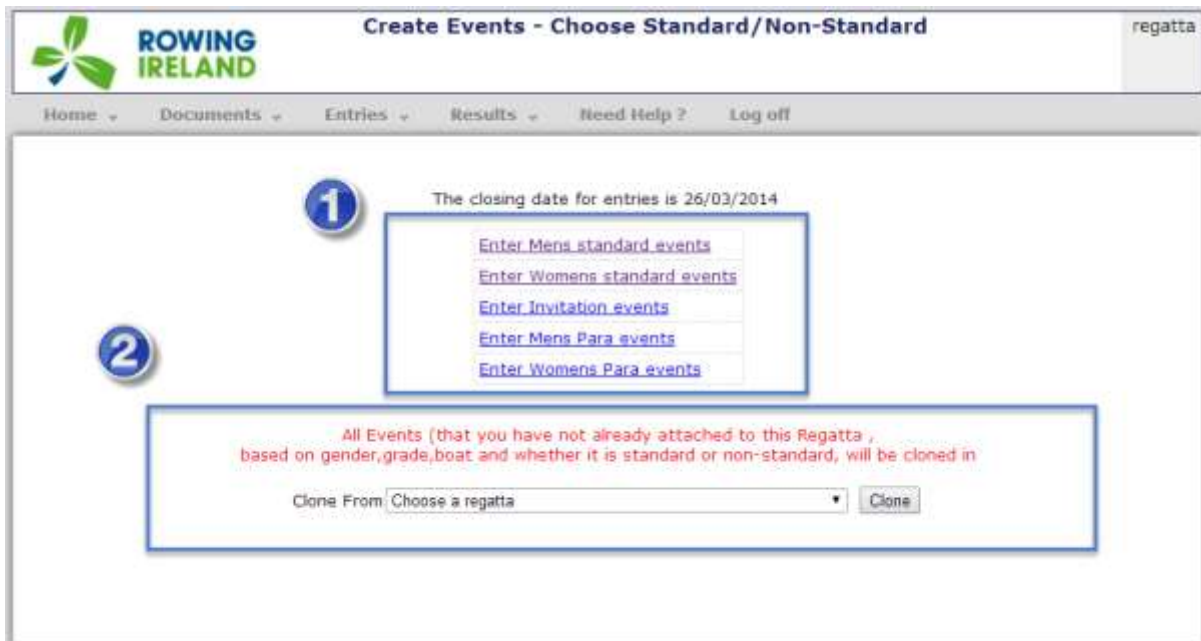 Create Events - Choose Standard/Non-Standard
regatta
ROWING
IRELAND
Home Documents Entries Results Need Help ? Log off
1
The closing date for entries is 26/03/2014
Enter Mens standard events
Enter Womens standard events
Enter Invitation events
Enter Mens Para events
Enter Womens Para events
2
All Events (that you have not already attached to this Regatta ,
based on gender,grade,boat and whether it is standard or non-standard, will be cloned in
Clone From Choose a regatta Clone